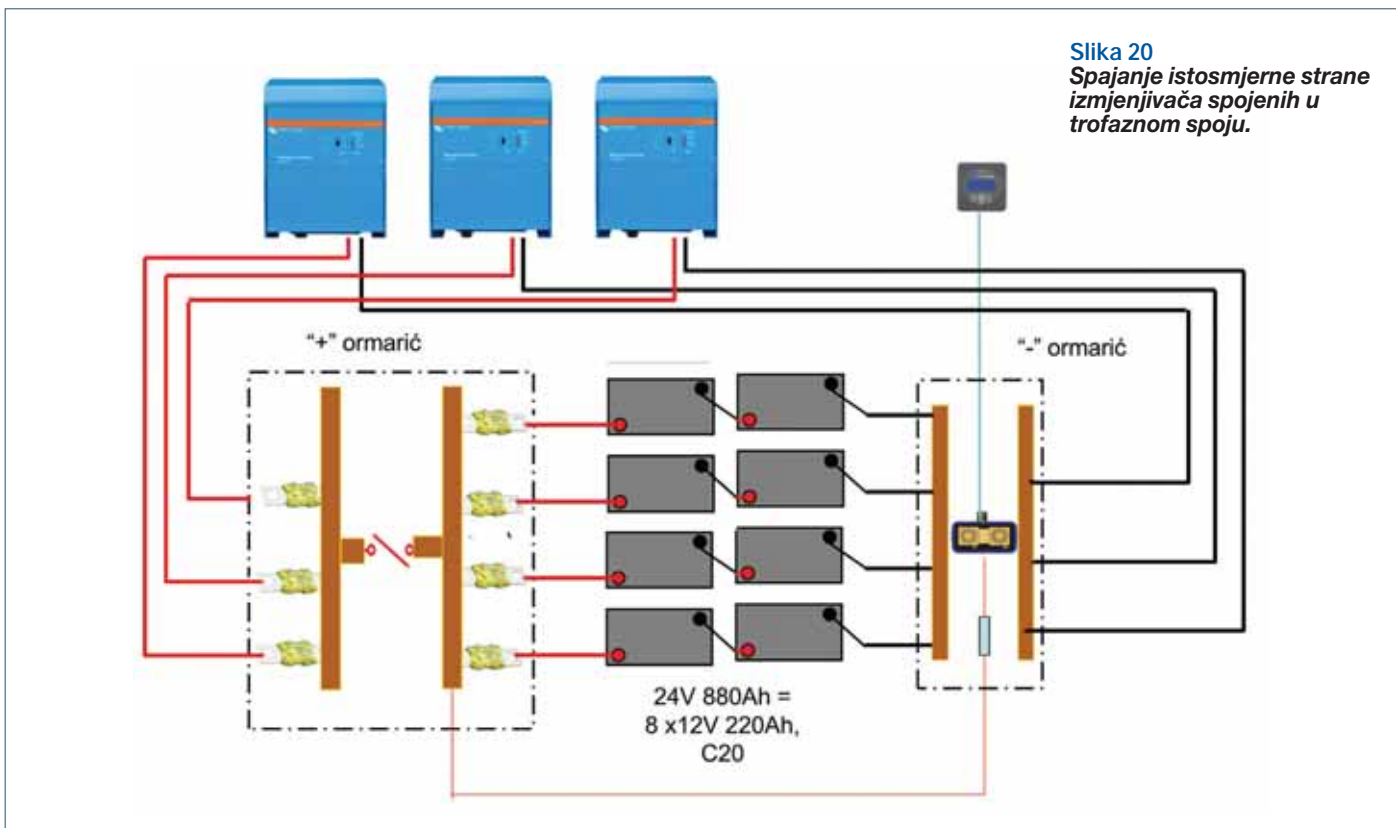 Slika 20
Spajanje istosmjerne strane
izmjenjivača spojenih u
trofaznom spoju.
“+” ormarić
“-” ormarić
24V 880Ah =
8 x12V 220Ah,
C20